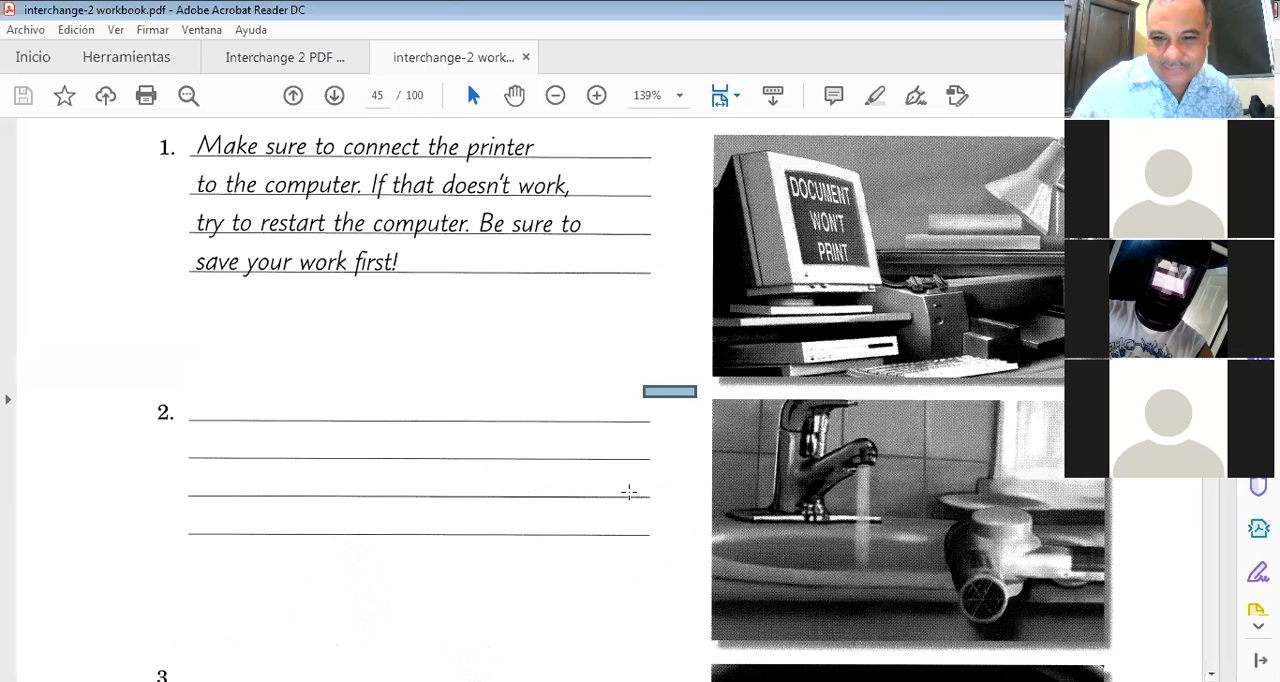 interchange-2 workbook.pdf - Adobe Acrobat Reader DC
Archivo Edición Ver Firmar Ventana Ayuda
Inicio Herramientas Interchange 2 PDF ... interchange-2 work... ×
45 / 100 139%
1. Make sure to connect the printer
to the computer. If that doesn't work,
try to restart the computer. Be sure to
save your work first!
DOCUMENT
WON'T
PRINT
2.
3.